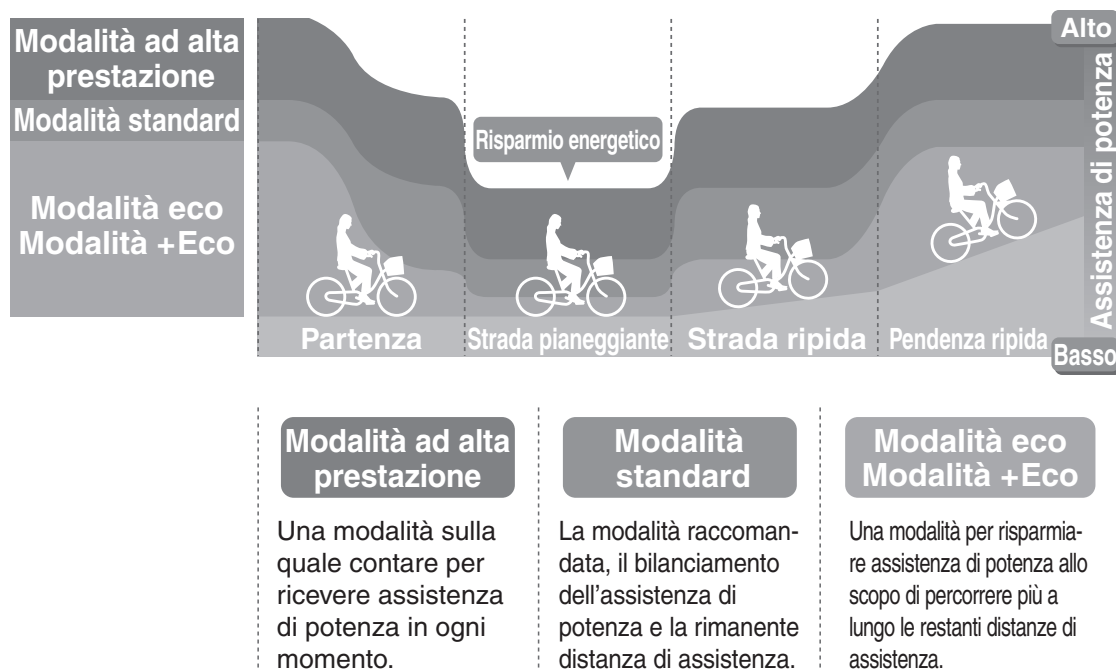 Modalità ad alta
prestazione
Modalità standard
Modalità eco
Modalità +Eco
Risparmio energetico
Alto
Assistenza di potenza
Basso
Partenza
Strada pianeggiante
Strada ripida
Pendenza ripida
Modalità ad alta
prestazione
Una modalità sulla
quale contare per
ricevere assistenza
di potenza in ogni
momento.
Modalità
standard
La modalità raccoman-
data, il bilanciamento
dell'assistenza di
potenza e la rimanente
distanza di assistenza.
Modalità eco
Modalità +Eco
Una modalità per risparmia-
re assistenza di potenza allo
scopo di percorrere più a
lungo le restanti distanze di
assistenza.